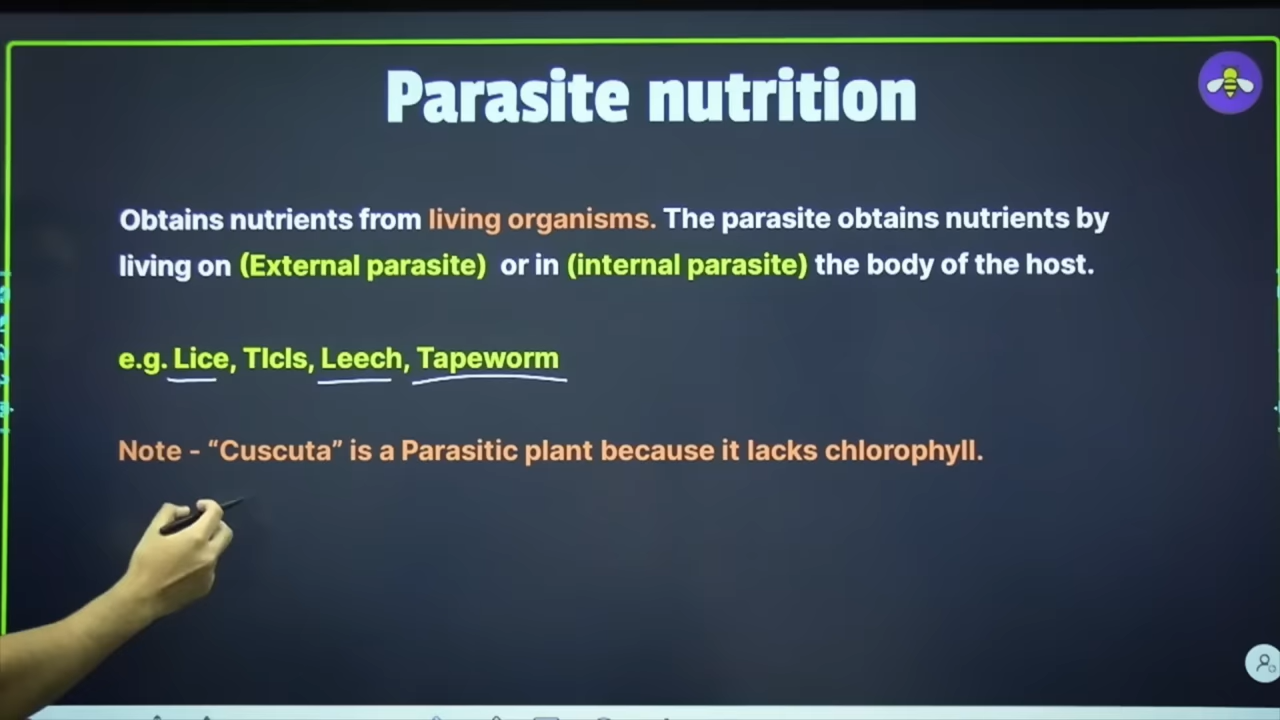 Parasite nutrition
Obtains nutrients from living organisms. The parasite obtains nutrients by
living on (External parasite) or in (internal parasite) the body of the host.
e.g. Lice, TIcIs, Leech, Tapeworm
Note - “Cuscuta” is a Parasitic plant because it lacks chlorophyll.